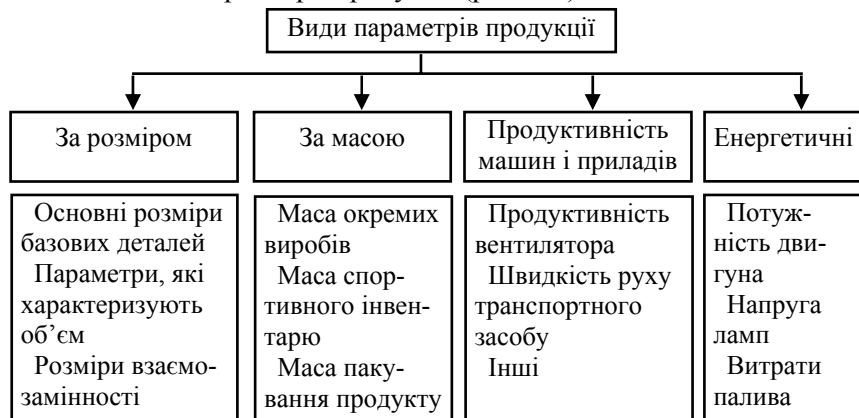 Види параметрів продукції
За розміром
За масою
Продуктивність
машин і приладів
Енергетичні
Основні розміри
базових деталей
Параметри, які
характеризують
об’єм
Розміри взаємо-
замінності
Маса окремих
виробів
Маса спор-
тивного інвен-
тарю
Маса паку-
вання продукту
Продуктивність
вентилятора
Швидкість руху
транспортного
засобу
Інші
Потуж-
ність дви-
гуна
Напруга
ламп
Витрати
палива